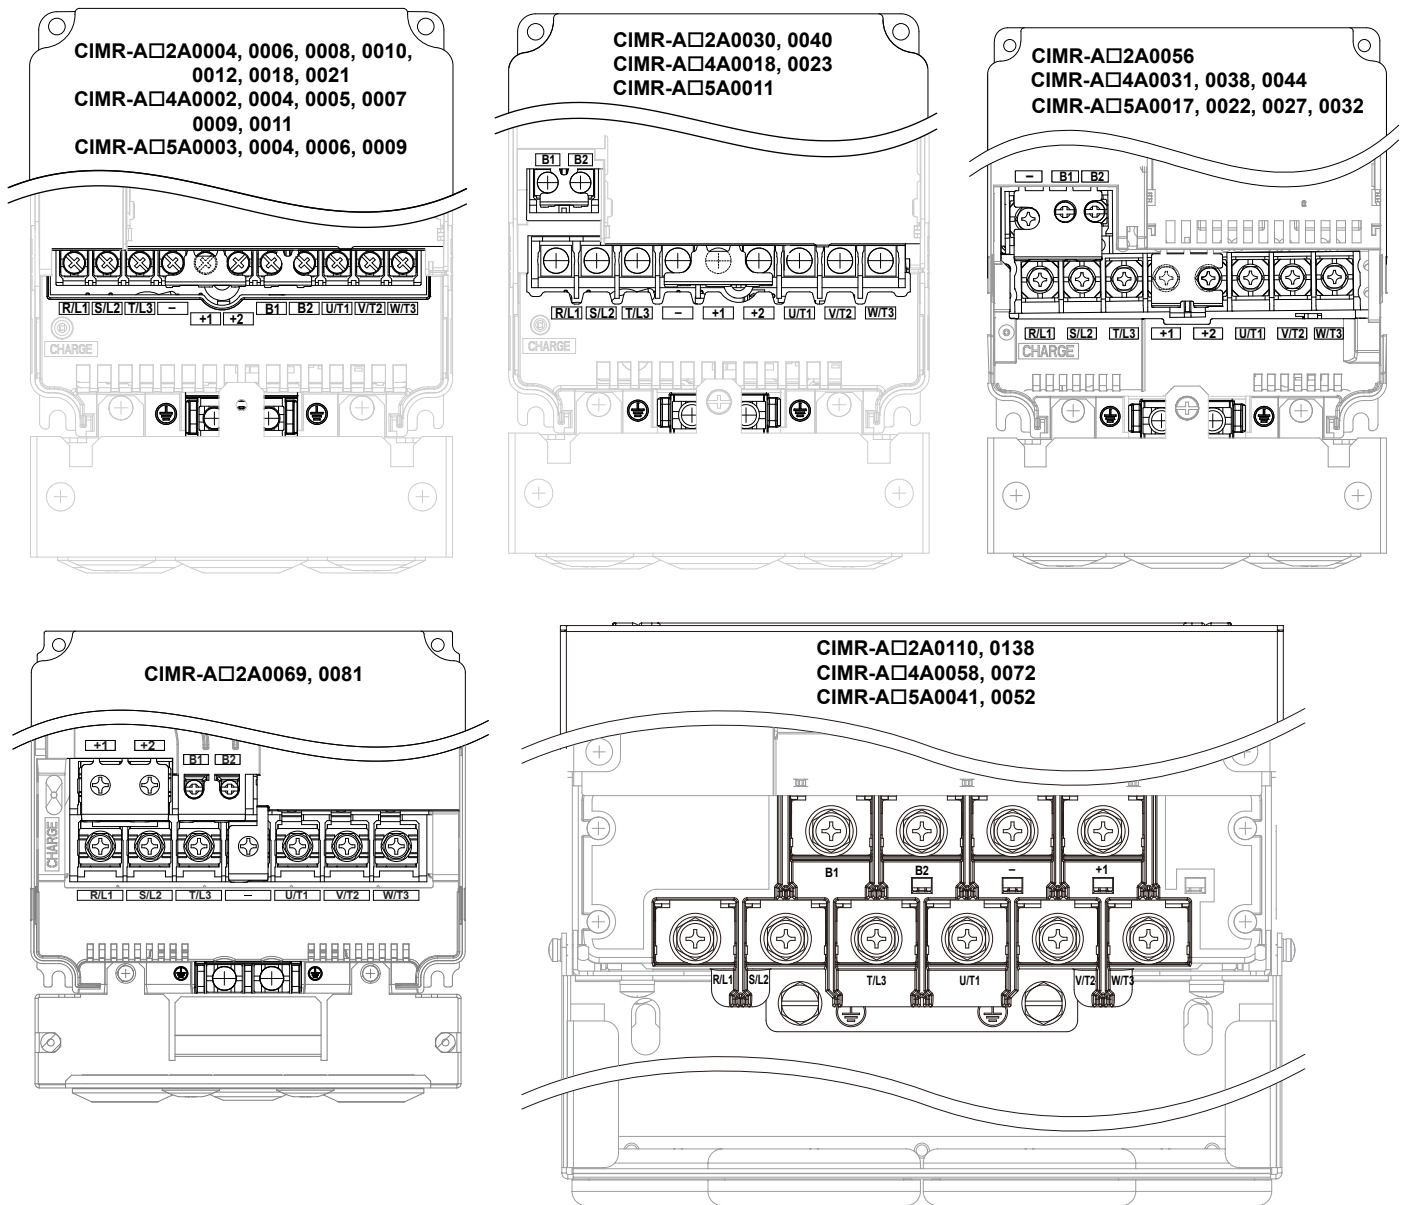 CIMR-A□2A0004, 0006, 0008, 0010,
0012, 0018, 0021
CIMR-A□4A0002, 0004, 0005, 0007
0009, 0011
CIMR-A□5A0003, 0004, 0006, 0009
R/L1 S/L2 T/L3 − +1 +2 B1 B2 U/T1 V/T2 W/T3
CHARGE
CIMR-A□2A0030, 0040
CIMR-A□4A0018, 0023
CIMR-A□5A0011
B1 B2
R/L1 S/L2 T/L3 − +1 +2 U/T1 V/T2 W/T3
CHARGE
CIMR-A□2A0056
CIMR-A□4A0031, 0038, 0044
CIMR-A□5A0017, 0022, 0027, 0032
− B1 B2
R/L1 S/L2 T/L3 +1 +2 U/T1 V/T2 W/T3
CHARGE
CIMR-A□2A0069, 0081
+1 +2 B1 B2
CHARGE
R/L1 S/L2 T/L3 − U/T1 V/T2 W/T3
CIMR-A□2A0110, 0138
CIMR-A□4A0058, 0072
CIMR-A□5A0041, 0052
B1 B2 − +1
R/L1 S/L2 T/L3 U/T1 V/T2 W/T3